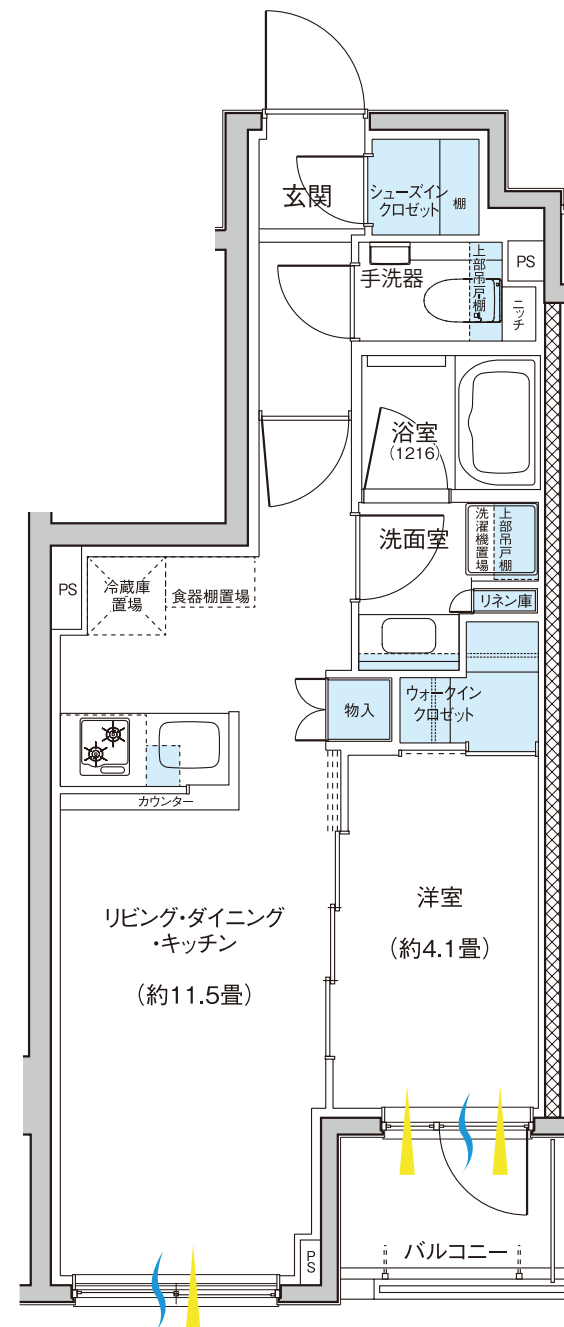 玄関
シューズイン
クロゼット
棚
手洗器
上部吊戸棚
PS
ニッチ
浴室
(1216)
洗面室
洗濯機置場
上部吊戸棚
リネン庫
PS
冷蔵庫
置場
食器棚置場
物入
ウォークイン
クロゼット
カウンター
リビング・ダイニング
・キッチン
(約11.5畳)
洋室
(約4.1畳)
PS
バルコニー